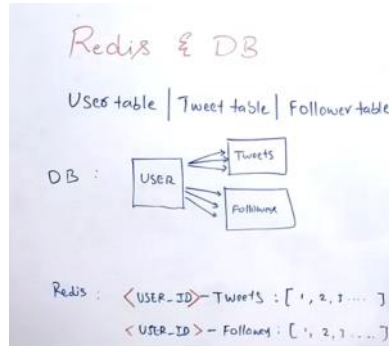 Redis & DB
User table | Tweet table | Follower table
DB :
USER
Tweets
Followers
Redis : <USER_ID> - Tweets : [ 1, 2, 3 .... ]
<USER_ID> - Follower : [ 1, 2, 3 .... ]